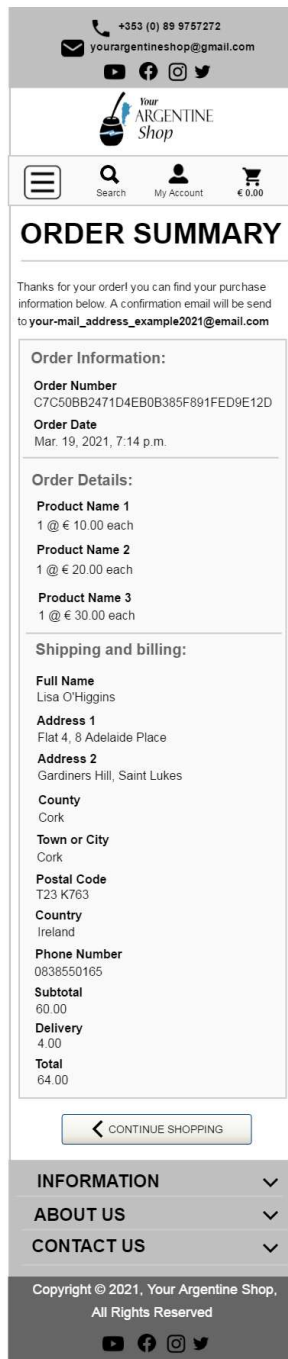 +353 (0) 89 9757272
yourargentineshop@gmail.com
Your
ARGENTINE
Shop
Search My Account € 0.00
ORDER SUMMARY
Thanks for your order! you can find your purchase
information below. A confirmation email will be send
to your-mail_address_example2021@email.com
Order Information:
Order Number
C7C50BB2471D4EB0B385F891FED9E12D
Order Date
Mar. 19, 2021, 7:14 p.m.
Order Details:
Product Name 1
1 @ € 10.00 each
Product Name 2
1 @ € 20.00 each
Product Name 3
1 @ € 30.00 each
Shipping and billing:
Full Name
Lisa O'Higgins
Address 1
Flat 4, 8 Adelaide Place
Address 2
Gardiners Hill, Saint Lukes
County
Cork
Town or City
Cork
Postal Code
T23 K763
Country
Ireland
Phone Number
0838550165
Subtotal
60.00
Delivery
4.00
Total
64.00
CONTINUE SHOPPING
INFORMATION
ABOUT US
CONTACT US
Copyright © 2021, Your Argentine Shop,
All Rights Reserved